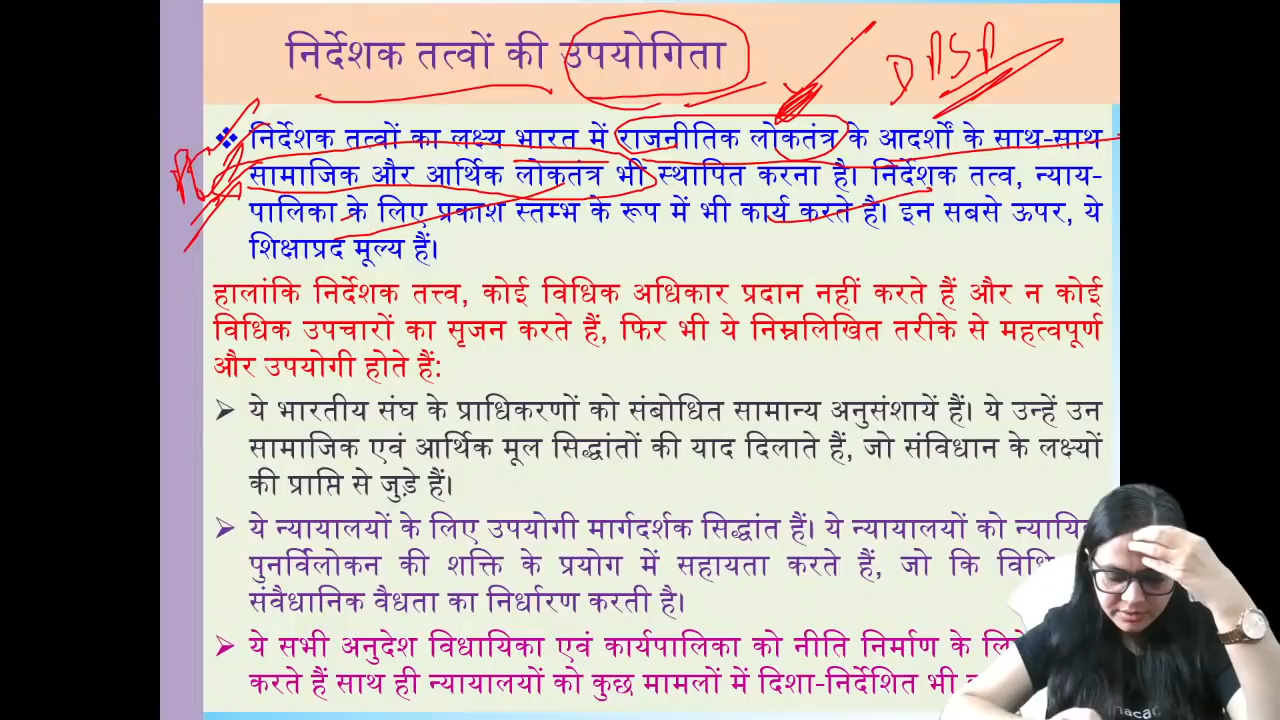 निर्देशक तत्वों की उपयोगिता
DASA
❖ निर्देशक तत्वों का लक्ष्य भारत में राजनीतिक लोकतंत्र के आदर्शों के साथ-साथ
सामाजिक और आर्थिक लोकतंत्र भी स्थापित करना है। निर्देशक तत्व, न्याय-
पालिका के लिए प्रकाश स्तम्भ के रूप में भी कार्य करते है। इन सबसे ऊपर, ये
शिक्षाप्रद मूल्य हैं।
हालांकि निर्देशक तत्त्व, कोई विधिक अधिकार प्रदान नहीं करते हैं और न कोई
विधिक उपचारों का सृजन करते हैं, फिर भी ये निम्नलिखित तरीके से महत्वपूर्ण
और उपयोगी होते हैं:
➢ ये भारतीय संघ के प्राधिकरणों को संबोधित सामान्य अनुसंशायें हैं। ये उन्हें उन
सामाजिक एवं आर्थिक मूल सिद्धांतों की याद दिलाते हैं, जो संविधान के लक्ष्यों
की प्राप्ति से जुड़े हैं।
➢ ये न्यायालयों के लिए उपयोगी मार्गदर्शक सिद्धांत हैं। ये न्यायालयों को
पुनर्विलोकन की शक्ति के प्रयोग में सहायता करते हैं, जो कि
संवैधानिक वैधता का निर्धारण करती है।
➢ ये सभी अनुदेश विधायिका एवं कार्यपालिका को नीति निर्माण के
करते हैं साथ ही न्यायालयों को कुछ मामलों में दिशा-निर्देशित भी